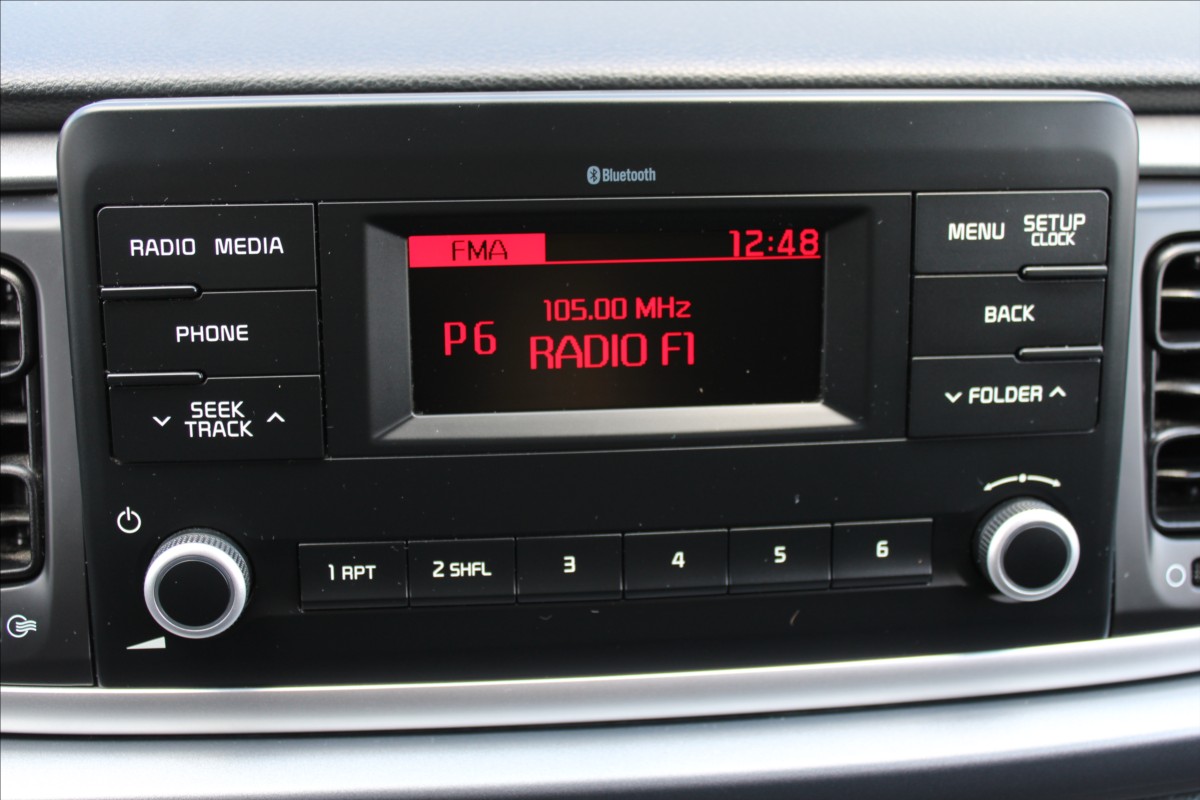 Bluetooth
RADIO MEDIA
PHONE
SEEK
TRACK
FMA 12:48
105.00 MHz
P6 RADIO F1
MENU SETUP
CLOCK
BACK
FOLDER
1 RPT
2 SHFL
3
4
5
6